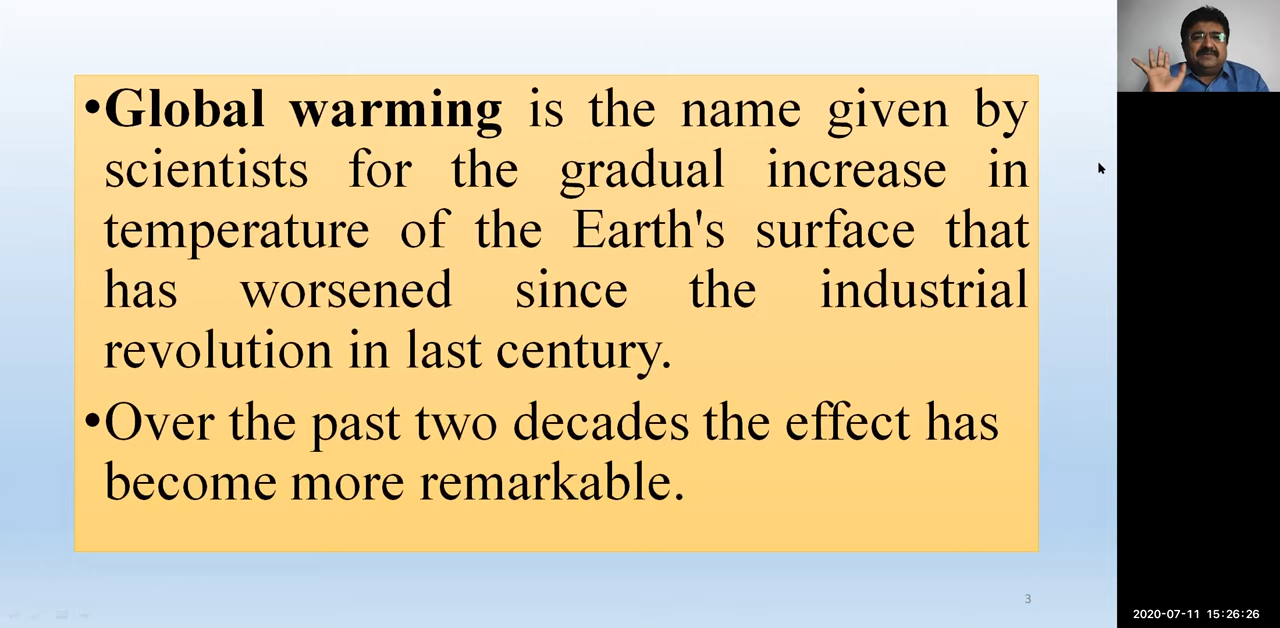 •Global warming is the name given by
scientists for the gradual increase in
temperature of the Earth's surface that
has worsened since the industrial
revolution in last century.
•Over the past two decades the effect has
become more remarkable.
3
2020-07-11 15:26:26